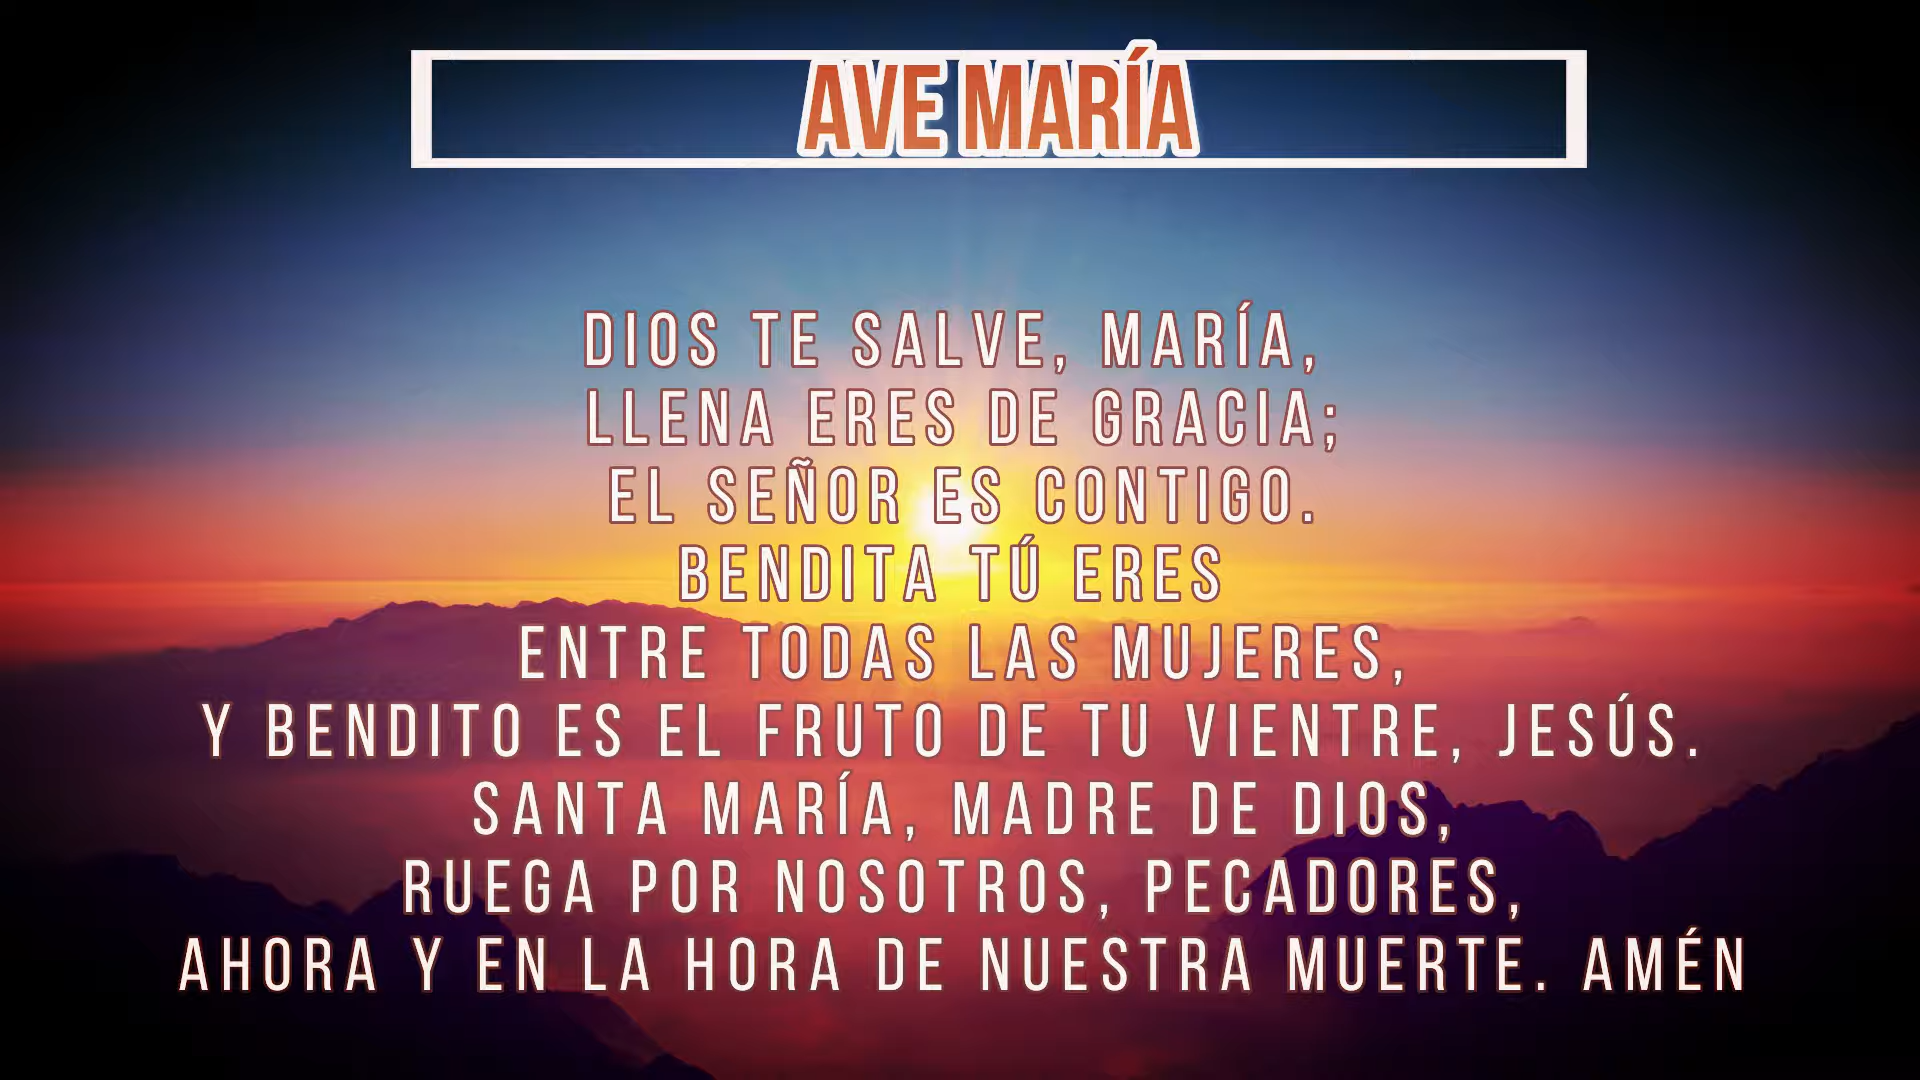 AVE MARÍA
DIOS TE SALVE, MARÍA,
LLENA ERES DE GRACIA;
EL SEÑOR ES CONTIGO.
BENDITA TÚ ERES
ENTRE TODAS LAS MUJERES,
Y BENDITO ES EL FRUTO DE TU VIENTRE, JESÚS.
SANTA MARÍA, MADRE DE DIOS,
RUEGA POR NOSOTROS, PECADORES,
AHORA Y EN LA HORA DE NUESTRA MUERTE. AMÉN